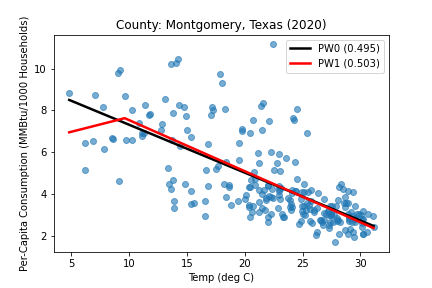 County: Montgomery, Texas (2020)
Per-Capita Consumption (MMBtu/1000 Households)
10
8
6
4
2
PW0 (0.495)
PW1 (0.503)
5 10 15 20 25 30
Temp (deg C)